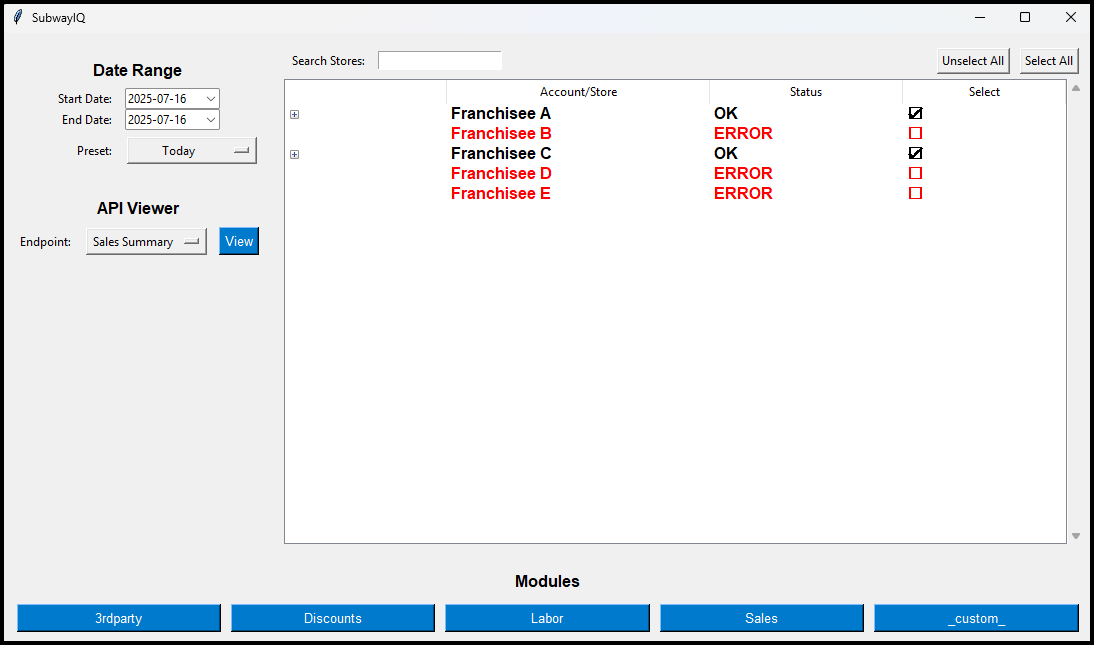 SubwayIQ
Search Stores:
Unselect All
Select All
Date Range
Start Date: 2025-07-16
End Date: 2025-07-16
Preset: Today
API Viewer
Endpoint: Sales Summary View
Account/Store Status Select
Franchisee A OK
Franchisee B ERROR
Franchisee C OK
Franchisee D ERROR
Franchisee E ERROR
Modules
3rdparty Discounts Labor Sales _custom_